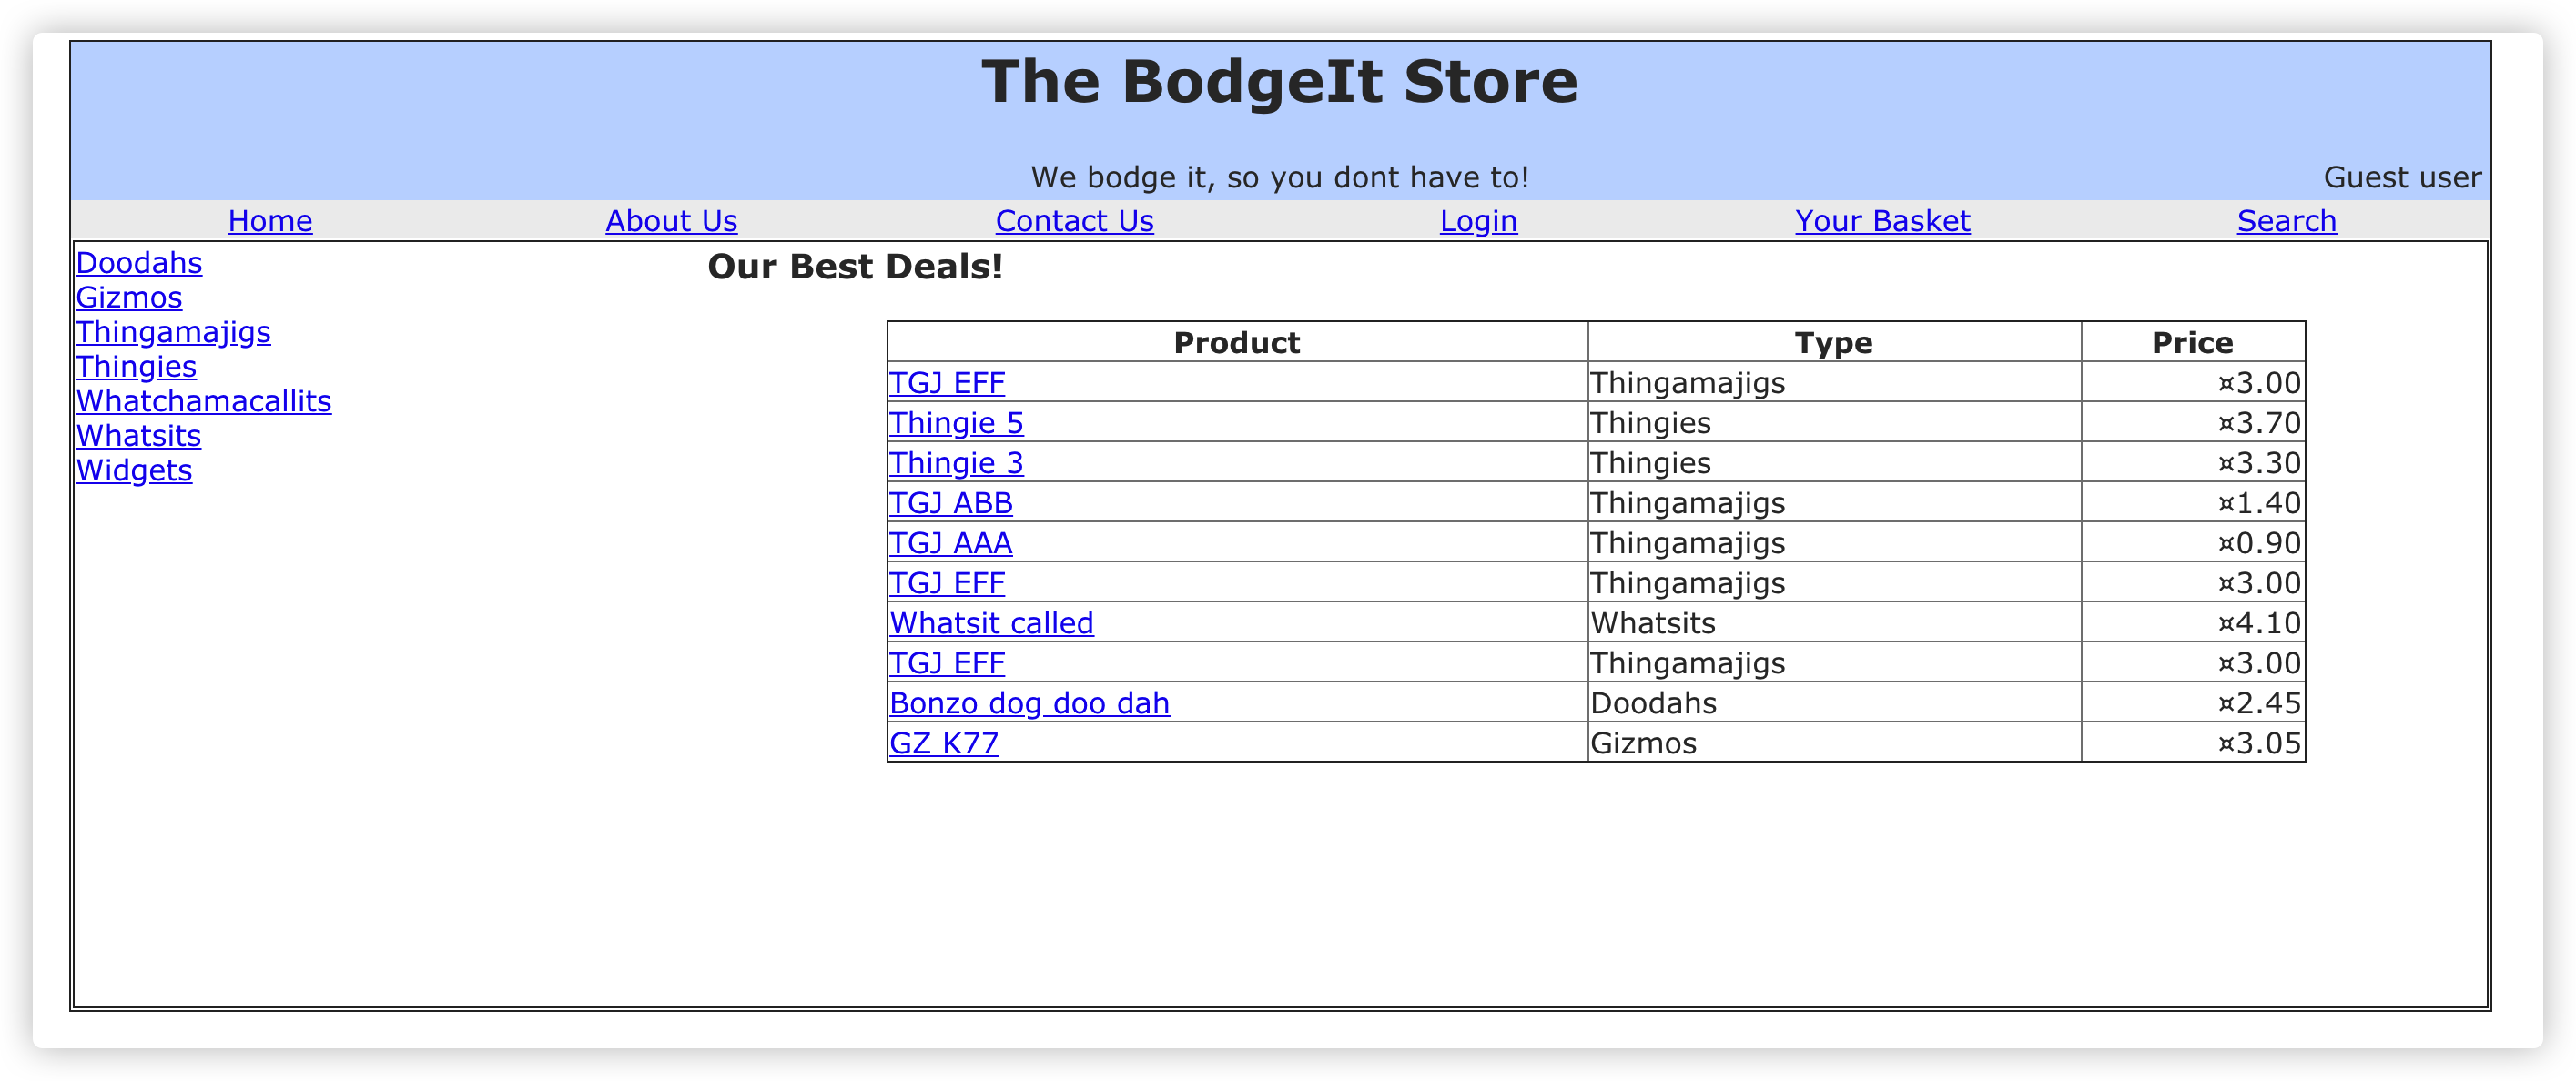 The BodgeIt Store
We bodge it, so you dont have to! Guest user
Home About Us Contact Us Login Your Basket Search
Doodahs
Gizmos
Thingamajigs
Thingies
Whatchamacallits
Whatsits
Widgets
Our Best Deals!
Product Type Price
TGJ EFF Thingamajigs ¤3.00
Thingie 5 Thingies ¤3.70
Thingie 3 Thingies ¤3.30
TGJ ABB Thingamajigs ¤1.40
TGJ AAA Thingamajigs ¤0.90
TGJ EFF Thingamajigs ¤3.00
Whatsit called Whatsits ¤4.10
TGJ EFF Thingamajigs ¤3.00
Bonzo dog doo dah Doodahs ¤2.45
GZ K77 Gizmos ¤3.05